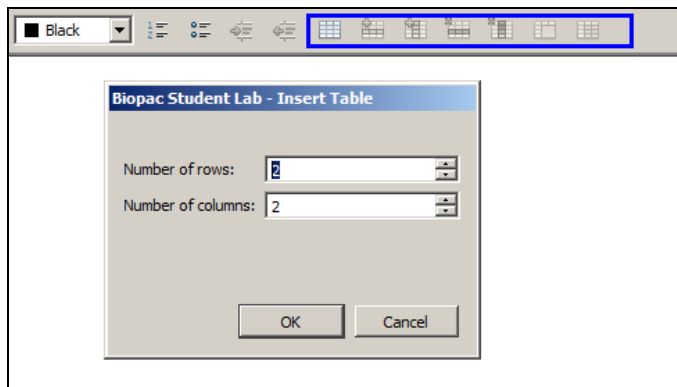 Black
Biopac Student Lab - Insert Table
Number of rows: 2
Number of columns: 2
OK Cancel